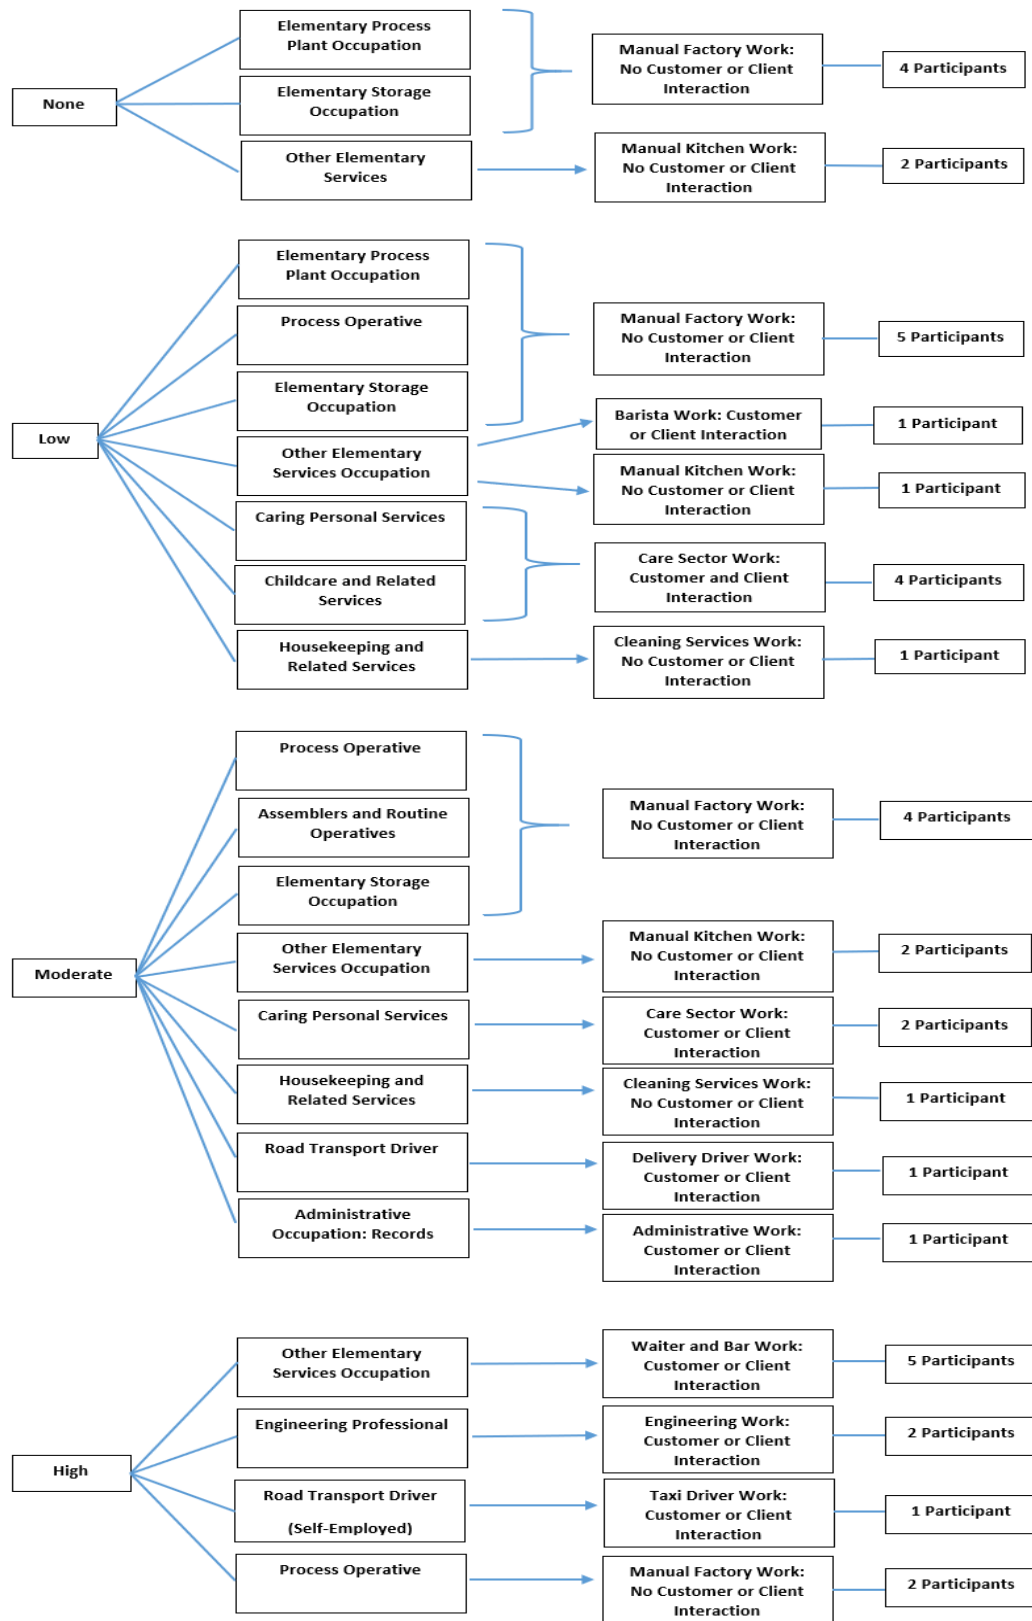 None
Elementary Process
Plant Occupation
Elementary Storage
Occupation
Other Elementary
Services
Manual Factory Work:
No Customer or Client
Interaction
4 Participants
Manual Kitchen Work:
No Customer or Client
Interaction
2 Participants
Low
Elementary Process
Plant Occupation
Process Operative
Elementary Storage
Occupation
Other Elementary
Services Occupation
Caring Personal Services
Childcare and Related
Services
Housekeeping and
Related Services
Manual Factory Work:
No Customer or Client
Interaction
5 Participants
Barista Work: Customer
or Client Interaction
1 Participant
Manual Kitchen Work:
No Customer or Client
Interaction
1 Participant
Care Sector Work:
Customer and Client
Interaction
4 Participants
Cleaning Services Work:
No Customer or Client
Interaction
1 Participant
Moderate
Process Operative
Assemblers and Routine
Operatives
Elementary Storage
Occupation
Other Elementary
Services Occupation
Caring Personal Services
Housekeeping and
Related Services
Road Transport Driver
Administrative
Occupation: Records
Manual Factory Work:
No Customer or Client
Interaction
4 Participants
Manual Kitchen Work:
No Customer or Client
Interaction
2 Participants
Care Sector Work:
Customer or Client
Interaction
2 Participants
Cleaning Services Work:
No Customer or Client
Interaction
1 Participant
Delivery Driver Work:
Customer or Client
Interaction
1 Participant
Administrative Work:
Customer or Client
Interaction
1 Participant
High
Other Elementary
Services Occupation
Engineering Professional
Road Transport Driver
(Self-Employed)
Process Operative
Waiter and Bar Work:
Customer or Client
Interaction
5 Participants
Engineering Work:
Customer or Client
Interaction
2 Participants
Taxi Driver Work:
Customer or Client
Interaction
1 Participant
Manual Factory Work:
No Customer or Client
Interaction
2 Participants